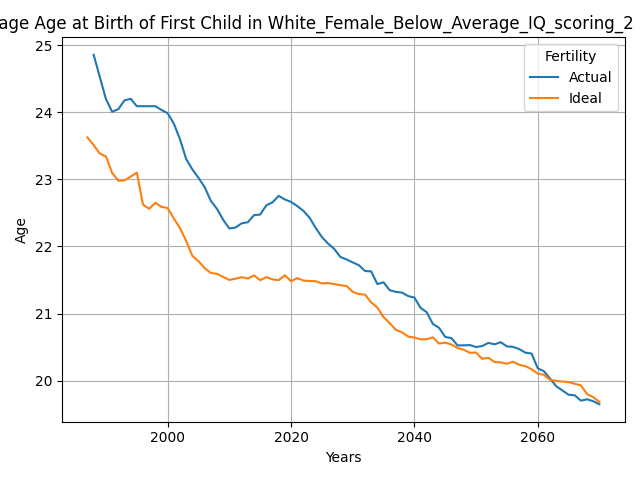 age Age at Birth of First Child in White_Female_Below_Average_IQ_scoring_2
Fertility
Actual
Ideal
25
24
23
22
21
20
Age
2000
2020
2040
2060
Years